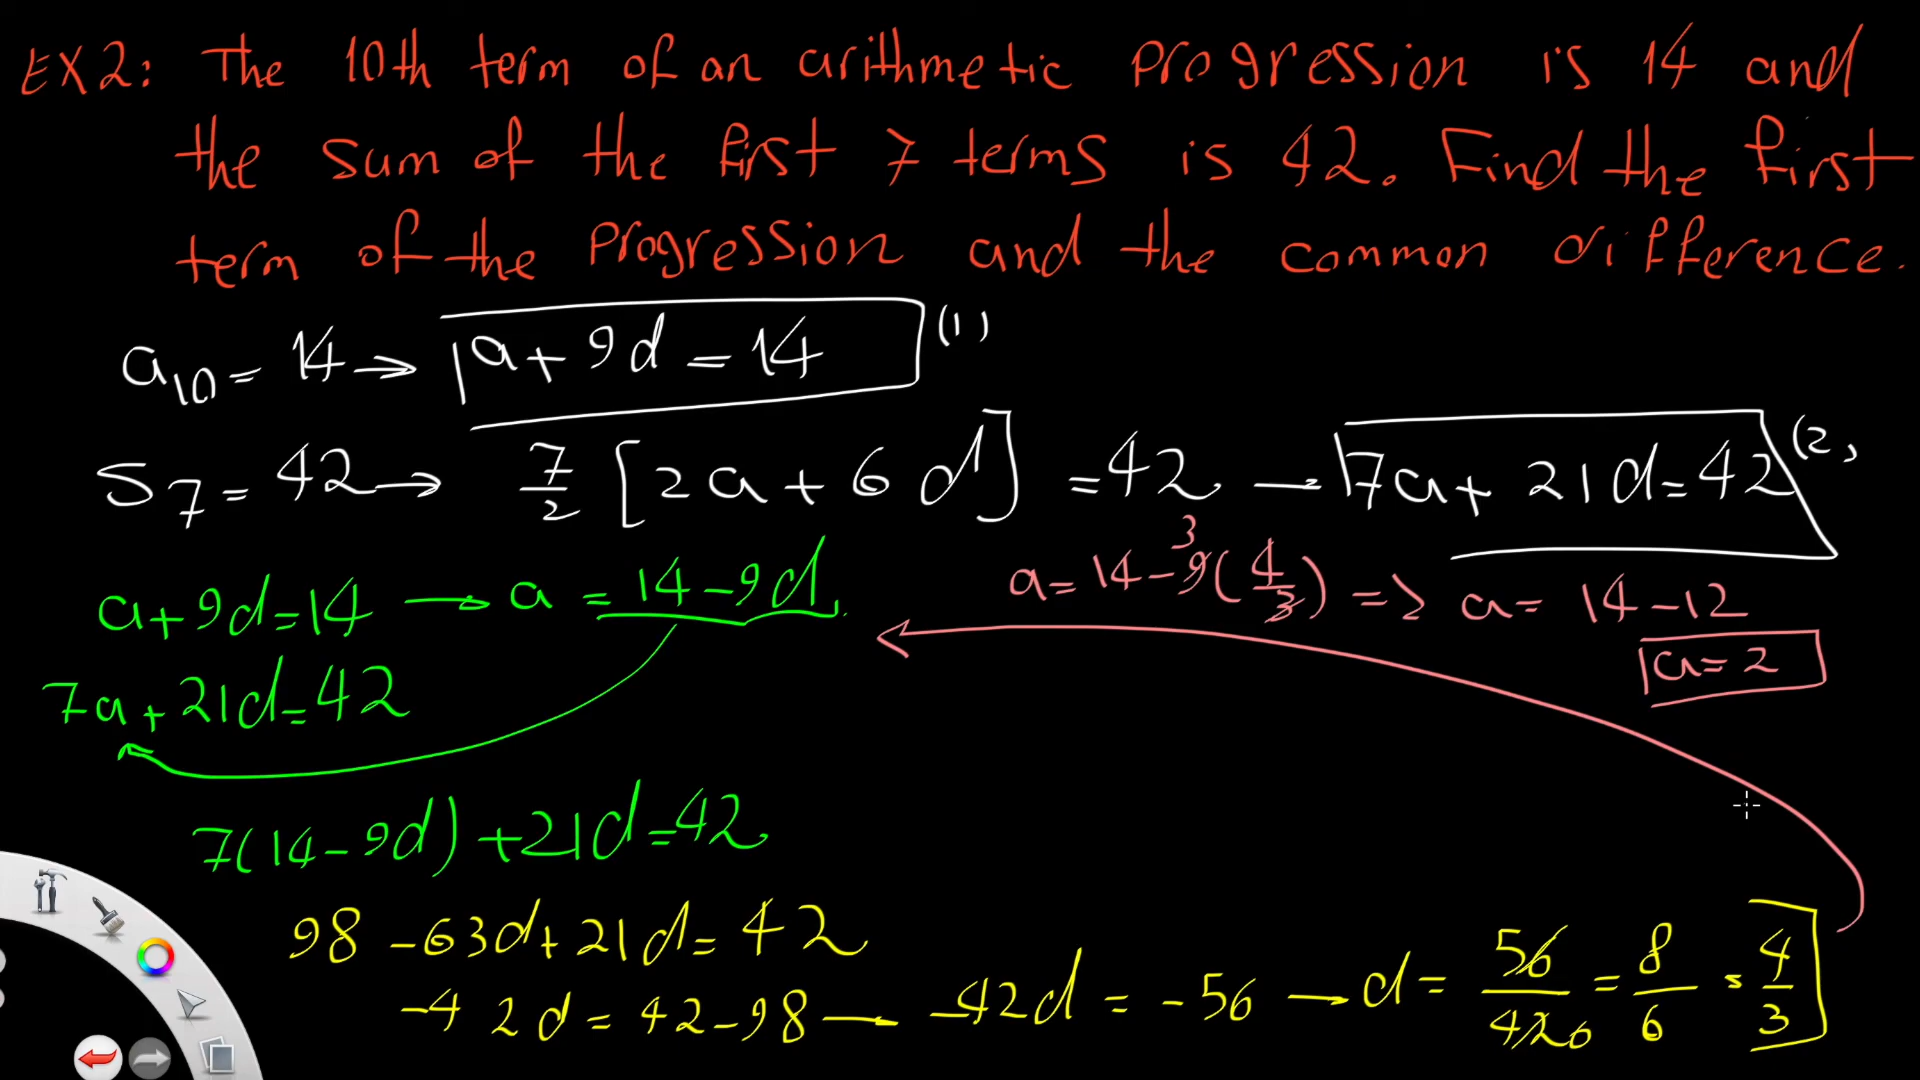 EX2: The 10th term of an arithmetic progression is 14 and
the sum of the first 7 terms is 42. Find the first
term of the progression and the common difference.
a₁₀ = 14 → a + 9d = 14 (1)
S₇ = 42 → 7/2 [2a + 6d] = 42 → 7a + 21d = 42 (2)
a + 9d = 14 → a = 14 - 9d
7a + 21d = 42
a = 14 - 9(4/3) 3 => a = 14 - 12
a = 2
7(14 - 9d) + 21d = 42
98 - 63d + 21d = 42
-42d = 42 - 98 → -42d = -56 → d = 56/42 6 = 8/6 = 4/3